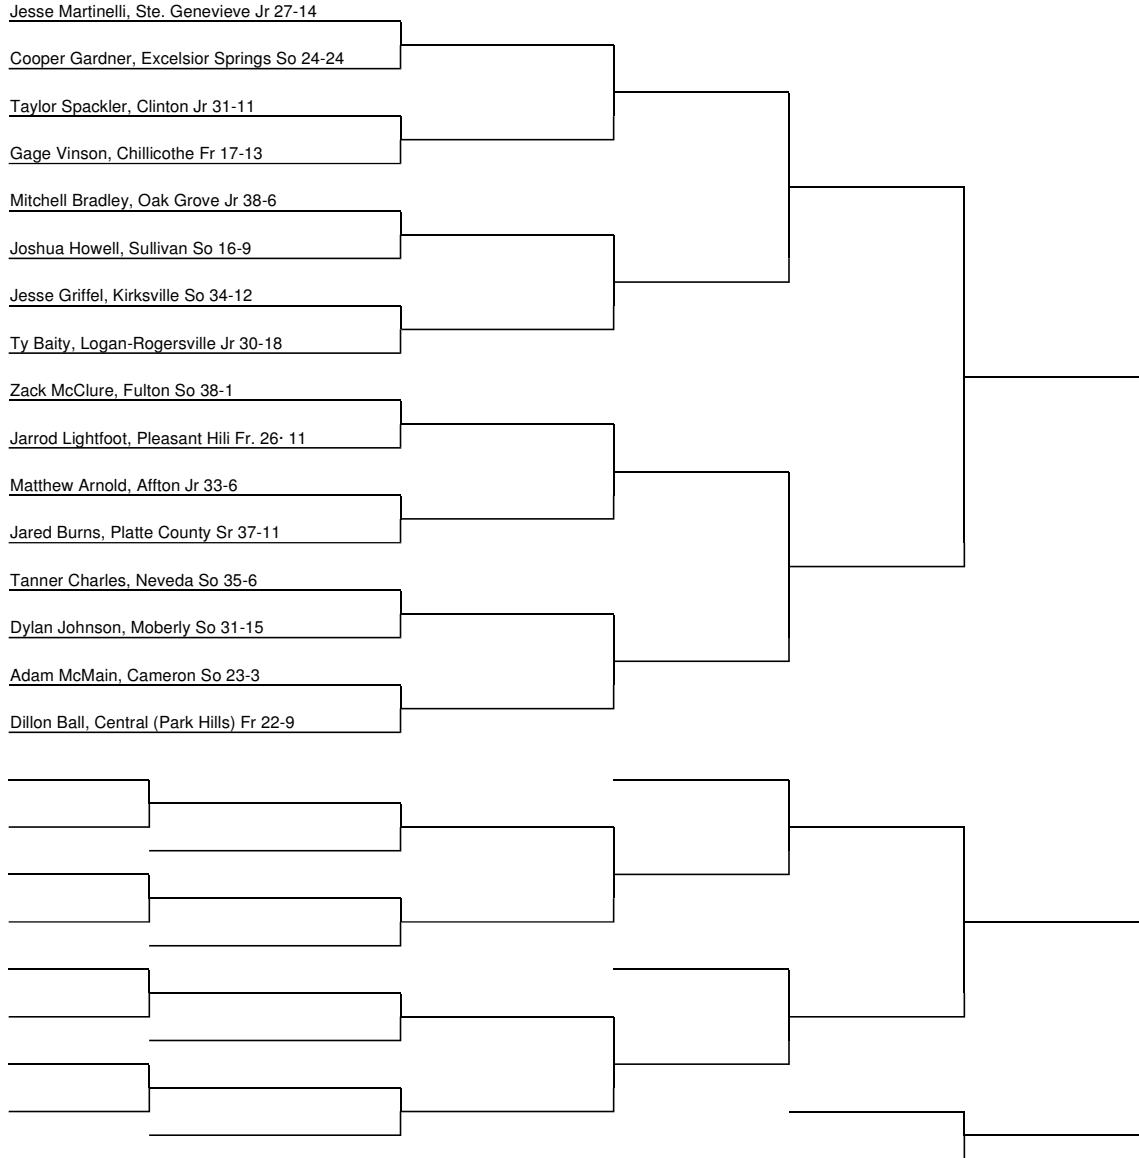 Jesse Martinelli, Ste. Genevieve Jr 27-14
Cooper Gardner, Excelsior Springs So 24-24
Taylor Spackler, Clinton Jr 31-11
Gage Vinson, Chillicothe Fr 17-13
Mitchell Bradley, Oak Grove Jr 38-6
Joshua Howell, Sullivan So 16-9
Jesse Griffel, Kirksville So 34-12
Ty Baity, Logan-Rogersville Jr 30-18
Zack McClure, Fulton So 38-1
Jarrod Lightfoot, Pleasant Hili Fr. 26· 11
Matthew Arnold, Affton Jr 33-6
Jared Burns, Platte County Sr 37-11
Tanner Charles, Neveda So 35-6
Dylan Johnson, Moberly So 31-15
Adam McMain, Cameron So 23-3
Dillon Ball, Central (Park Hills) Fr 22-9